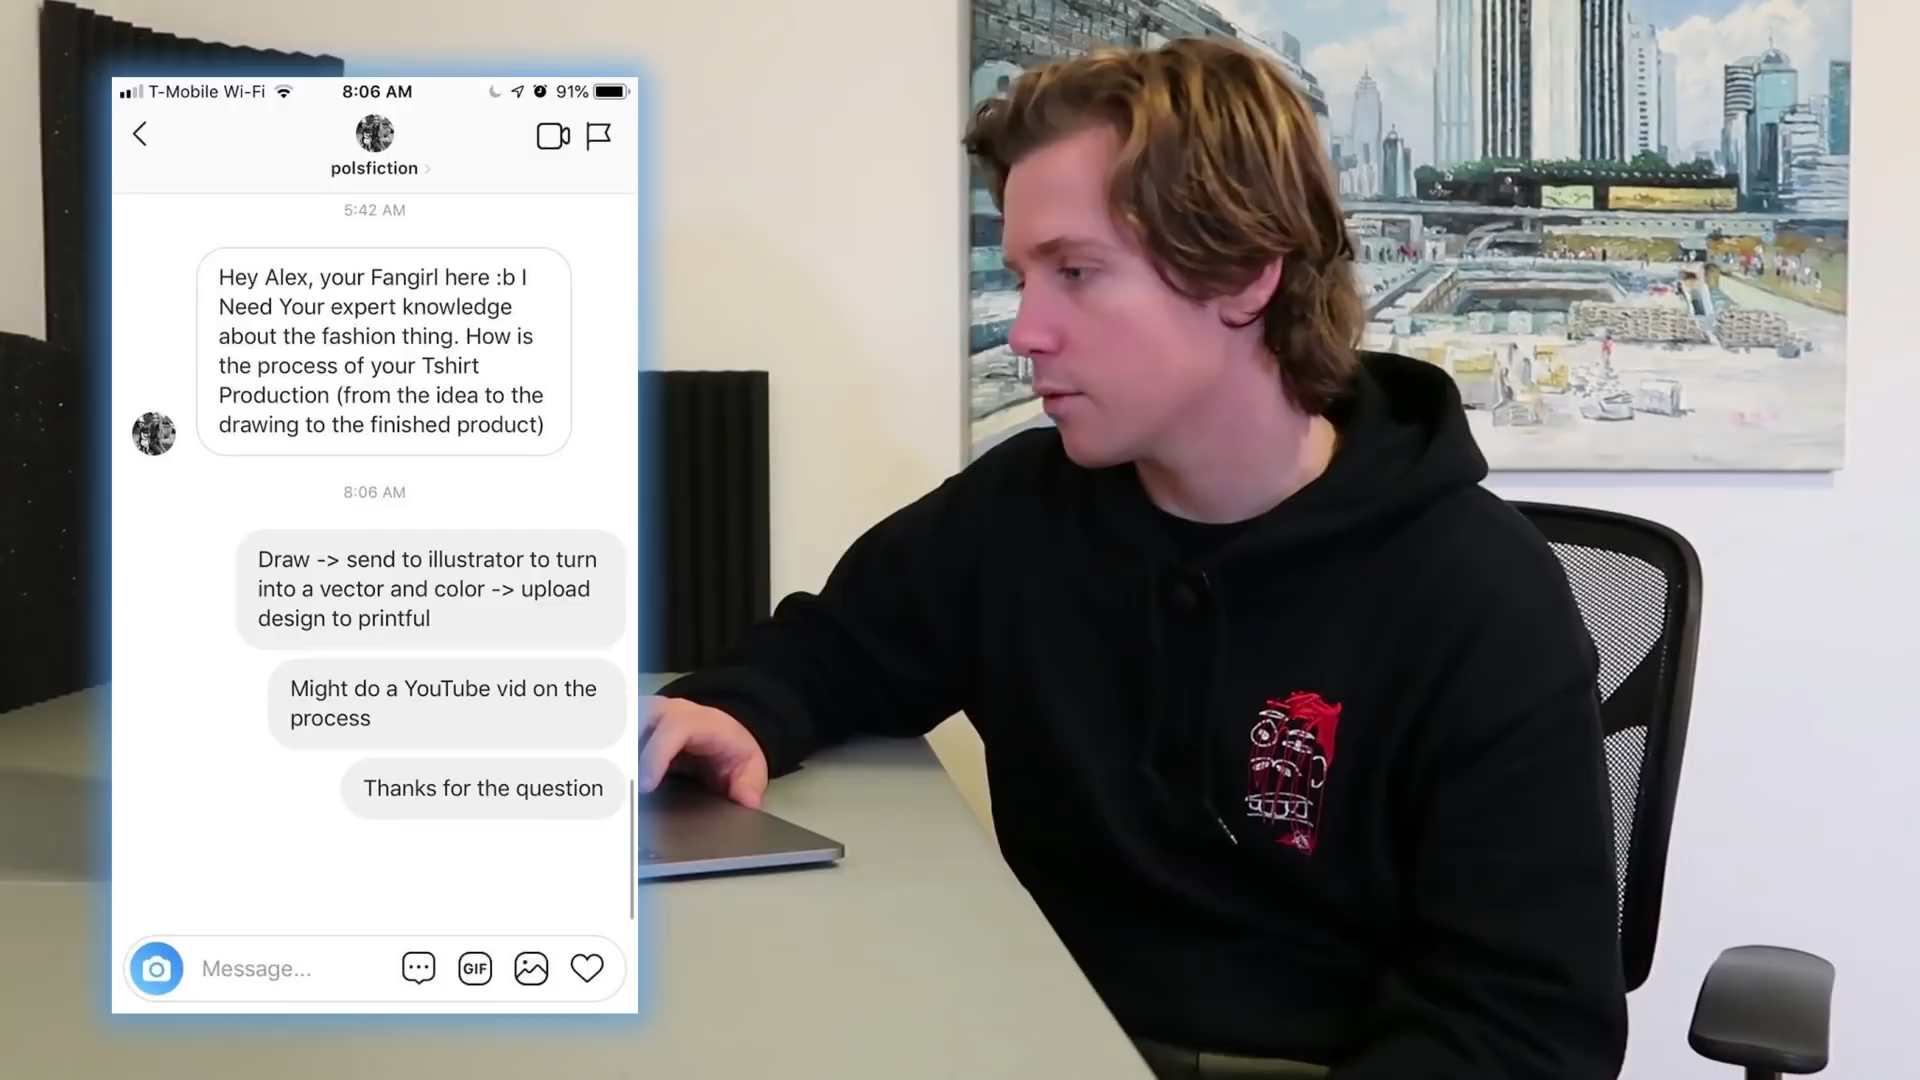 T-Mobile Wi-Fi 8:06 AM 91%
polsfiction
5:42 AM
Hey Alex, your Fangirl here :b I
Need Your expert knowledge
about the fashion thing. How is
the process of your Tshirt
Production (from the idea to the
drawing to the finished product)
8:06 AM
Draw -> send to illustrator to turn
into a vector and color -> upload
design to printful
Might do a YouTube vid on the
process
Thanks for the question
Message...
GIF